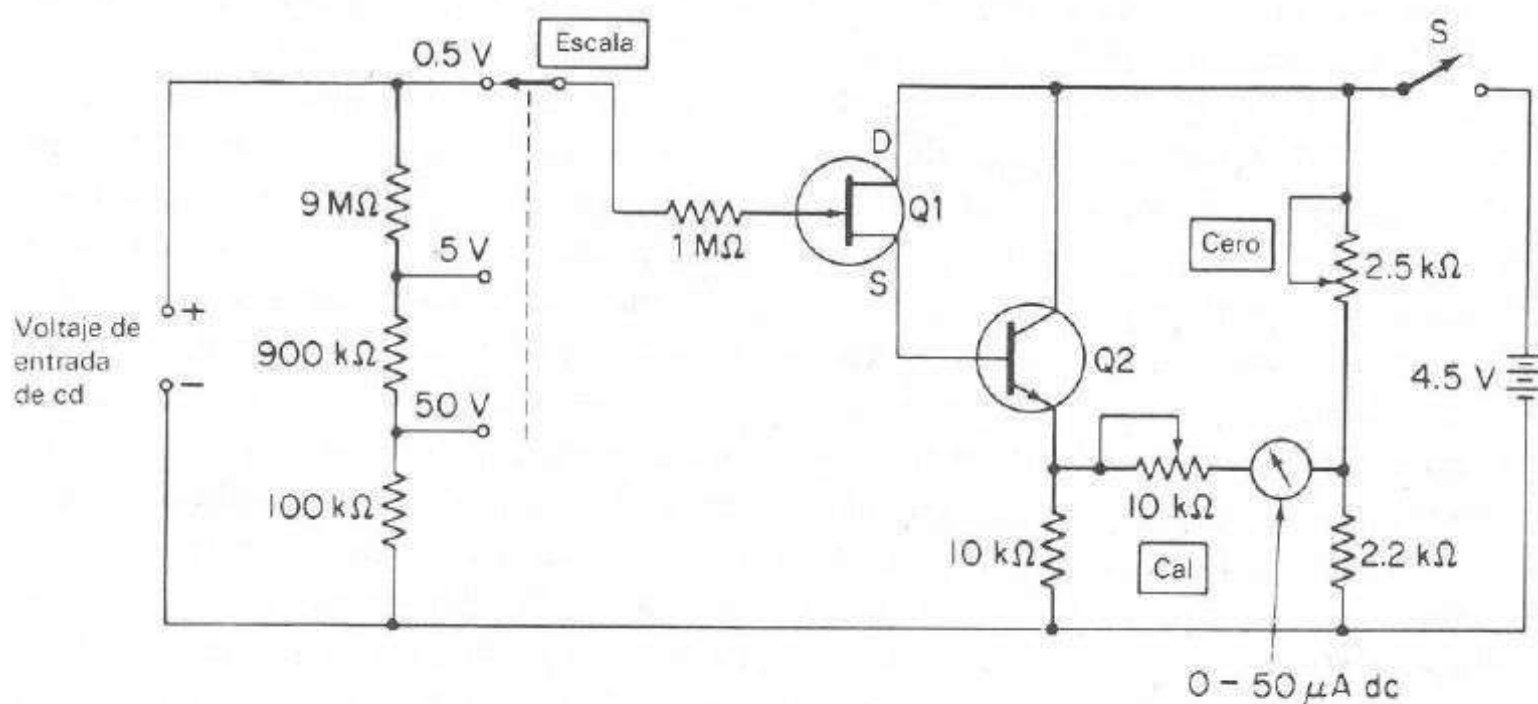 0.5 V
Escala
S
D
9 MΩ
Q1
1 MΩ
Cero
2.5 kΩ
5 V
S
Voltaje de
entrada
de cd
+
−
900 kΩ
Q2
4.5 V
50 V
100 kΩ
10 kΩ
10 kΩ
Cal
2.2 kΩ
0 – 50 μA dc